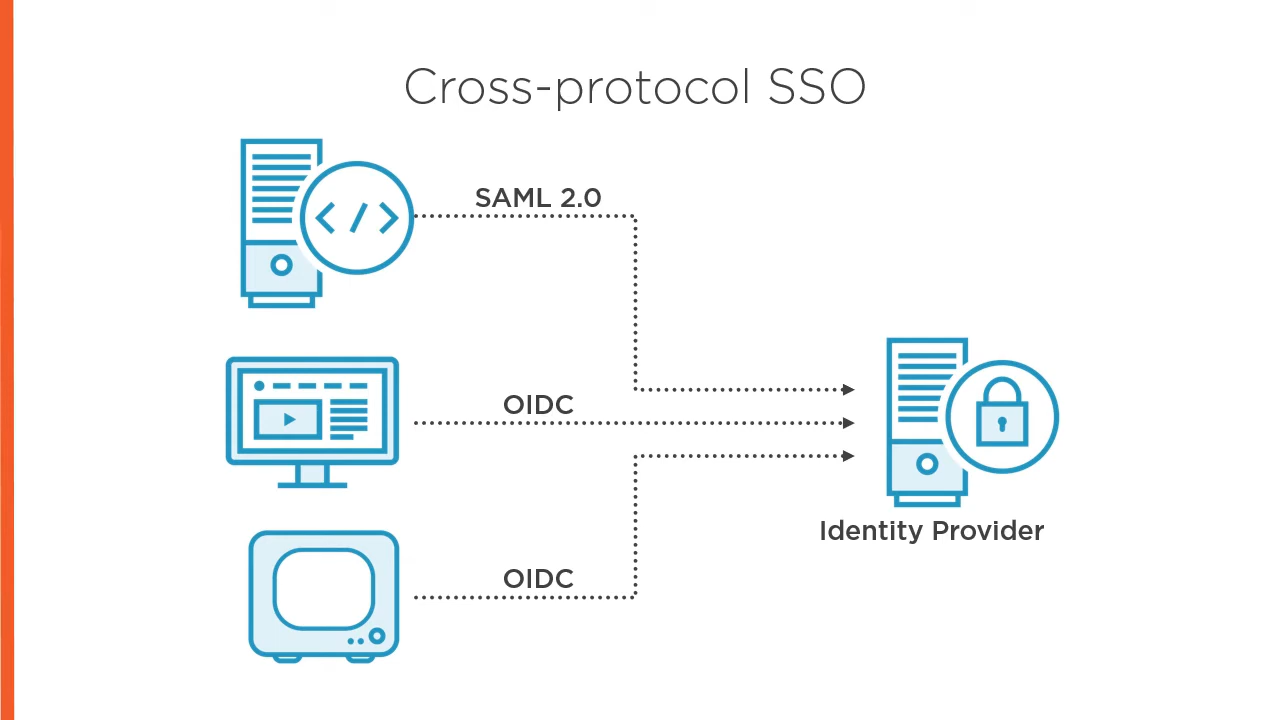 Cross-protocol SSO
SAML 2.0
OIDC
OIDC
Identity Provider